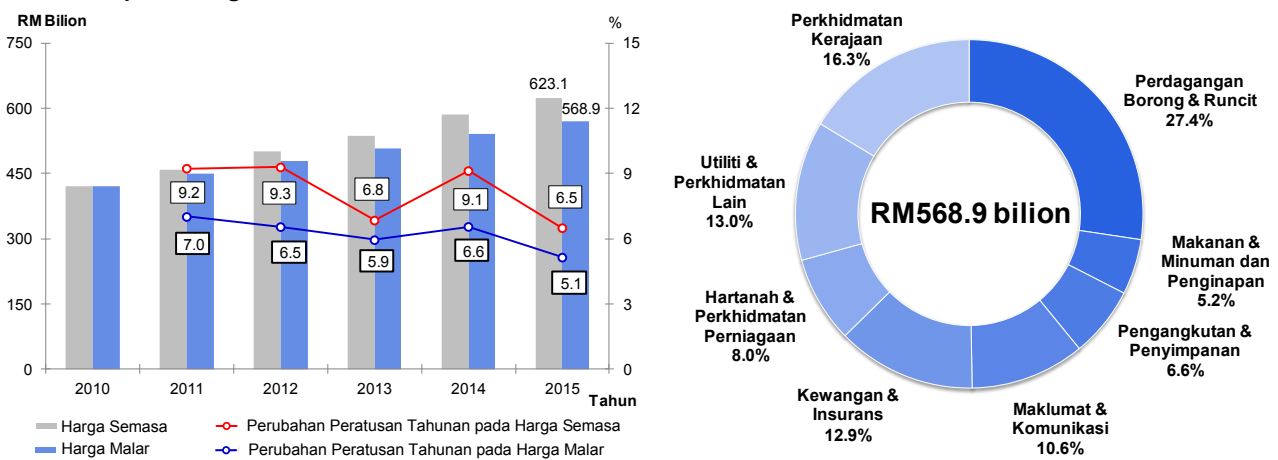 RM Bilion
%
750
600
450
300
150
0
15
12
9
6
3
0
623.1
568.9
9.2
9.3
6.8
9.1
6.5
7.0
6.5
5.9
6.6
5.1
2010
2011
2012
2013
2014
2015
Tahun
Harga Semasa
Perubahan Peratusan Tahunan pada Harga Semasa
Harga Malar
Perubahan Peratusan Tahunan pada Harga Malar
Perkhidmatan
Kerajaan
16.3%
Perdagangan
Borong & Runcit
27.4%
Utiliti &
Perkhidmatan
Lain
13.0%
RM568.9 bilion
Makanan &
Minuman dan
Penginapan
5.2%
Hartanah &
Perkhidmatan
Perniagaan
8.0%
Pengangkutan &
Penyimpanan
6.6%
Kewangan &
Insurans
12.9%
Maklumat &
Komunikasi
10.6%